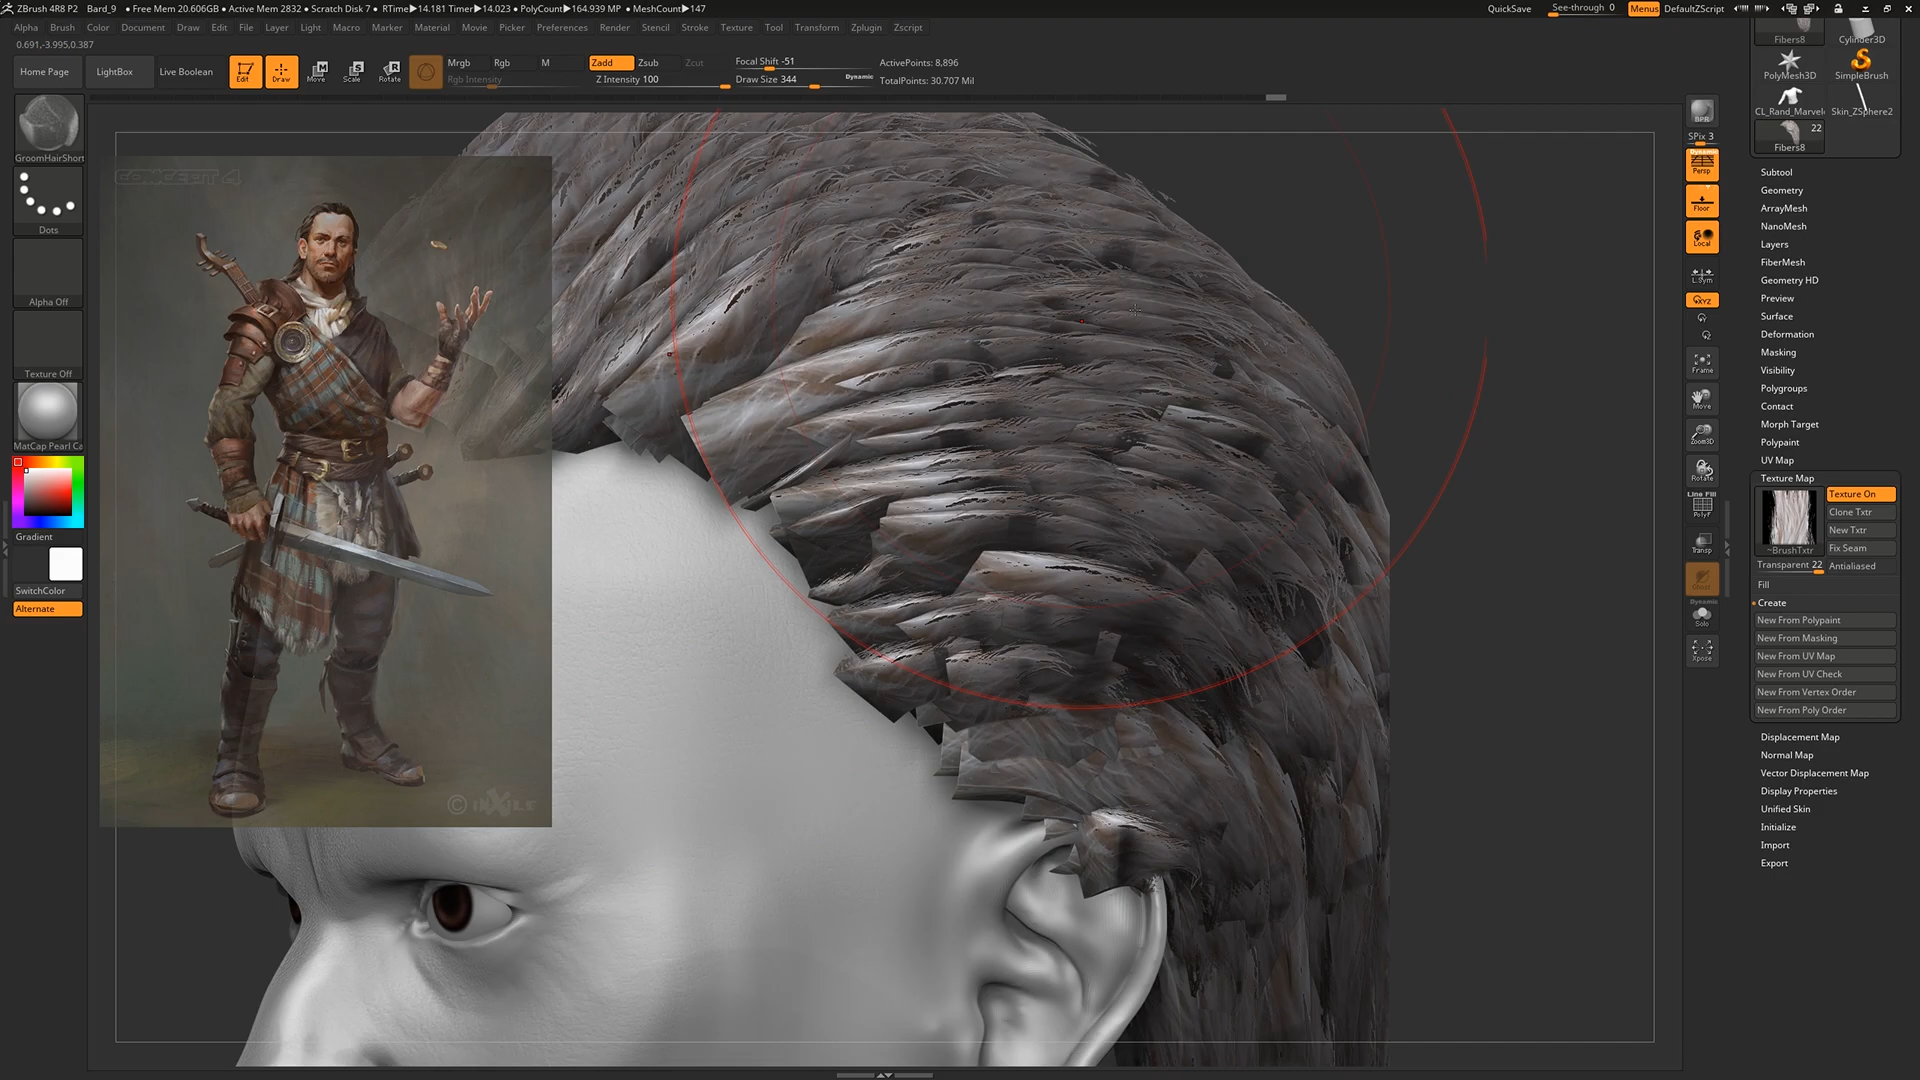 ZBrush 4R8 P2 Bard_9 • Free Mem 20.606GB • Active Mem 2832 • Scratch Disk 7 • RTime▶14.181 Timer▶14.023 • PolyCount▶164.939 MP • MeshCount▶147
QuickSave See-through 0 Menus DefaultZScript
Alpha Brush Color Document Draw Edit File Layer Light Macro Marker Material Movie Picker Preferences Render Stencil Stroke Texture Tool Transform Zplugin Zscript
0.691,-3.995,0.387
Home Page LightBox Live Boolean
Edit Draw Move Scale Rotate
Mrgb Rgb M
Rgb Intensity
Zadd Zsub Zcut
Z Intensity 100
Focal Shift -51
Draw Size 344 Dynamic
ActivePoints: 8,896
TotalPoints: 30.707 Mil
GroomHairShort
Dots
Alpha Off
Texture Off
MatCap Pearl Ca
Gradient
SwitchColor
Alternate
CONCEPT 4
© INXILE
BPR
SPix 3
Dynamic
Persp
Floor
Local
L.Sym
XYZ
Frame
Move
Zoom3D
Rotate
Line Fill
PolyF
Transp
Dynamic
Solo
Xpose
Fibers8 Cylinder3D
PolyMesh3D SimpleBrush
CL_Rand_Marvel Skin_ZSphere2
22
Fibers8
Subtool
Geometry
ArrayMesh
NanoMesh
Layers
FiberMesh
Geometry HD
Preview
Surface
Deformation
Masking
Visibility
Polygroups
Contact
Morph Target
Polypaint
UV Map
Texture Map
Texture On
Clone Txtr
New Txtr
~BrushTxtr Fix Seam
Transparent 22 Antialiased
Fill
Create
New From Polypaint
New From Masking
New From UV Map
New From UV Check
New From Vertex Order
New From Poly Order
Displacement Map
Normal Map
Vector Displacement Map
Display Properties
Unified Skin
Initialize
Import
Export